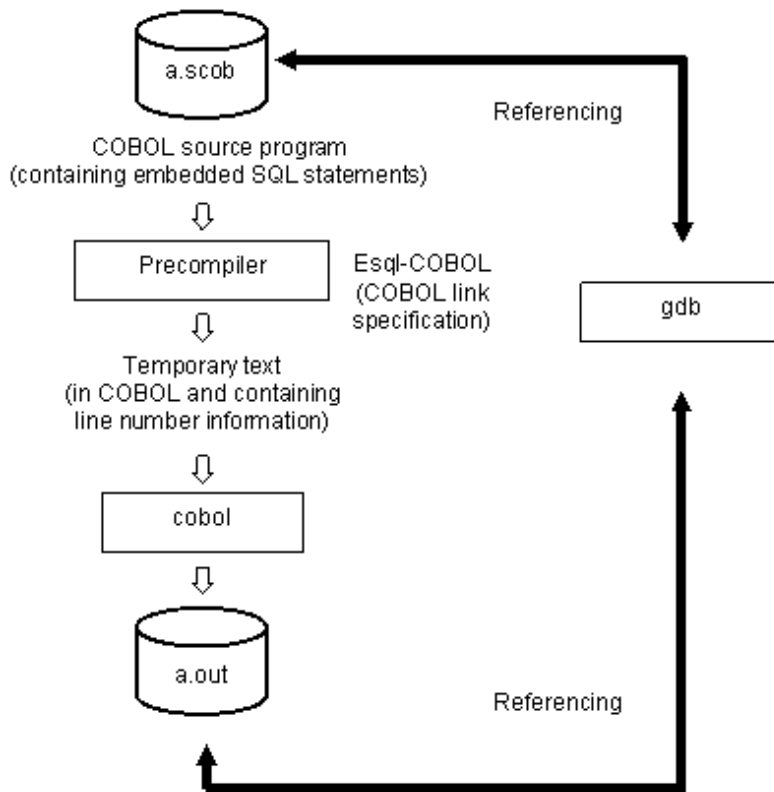 a.scob
Referencing
COBOL source program
(containing embedded SQL statements)
Precompiler
Esql-COBOL
(COBOL link
specification)
gdb
Temporary text
(in COBOL and containing
line number information)
cobol
a.out
Referencing